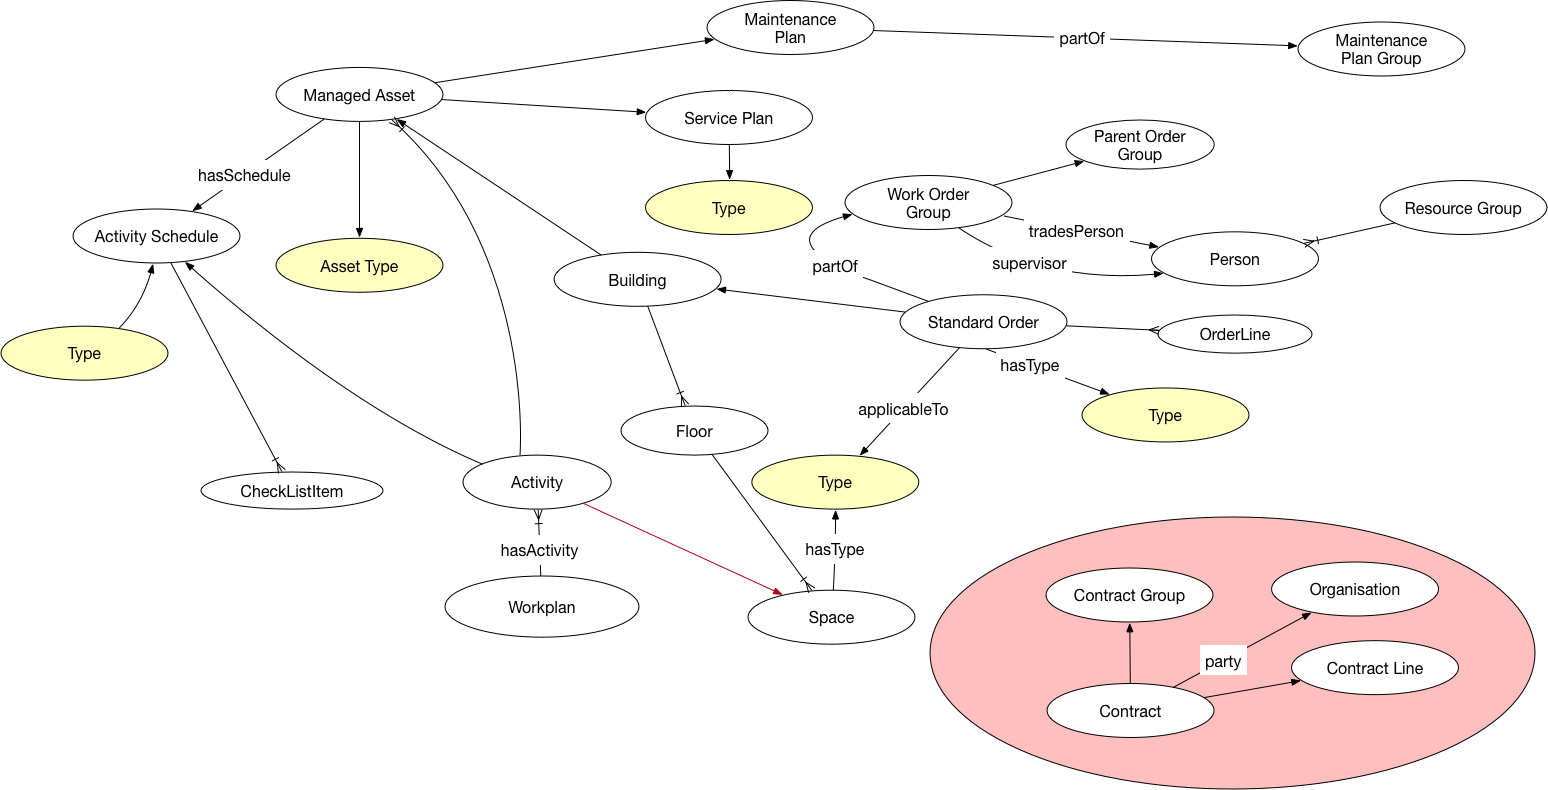 Maintenance
Plan
partOf
Maintenance
Plan Group
Managed Asset
Service Plan
Parent Order
Group
hasSchedule
Work Order
Group
Type
Resource Group
Activity Schedule
tradesPerson
Asset Type
partOf
supervisor
Person
Building
Standard Order
OrderLine
Type
hasType
applicableTo
Type
Floor
CheckListItem
Activity
Type
hasActivity
hasType
Workplan
Space
Contract Group
Organisation
party
Contract Line
Contract